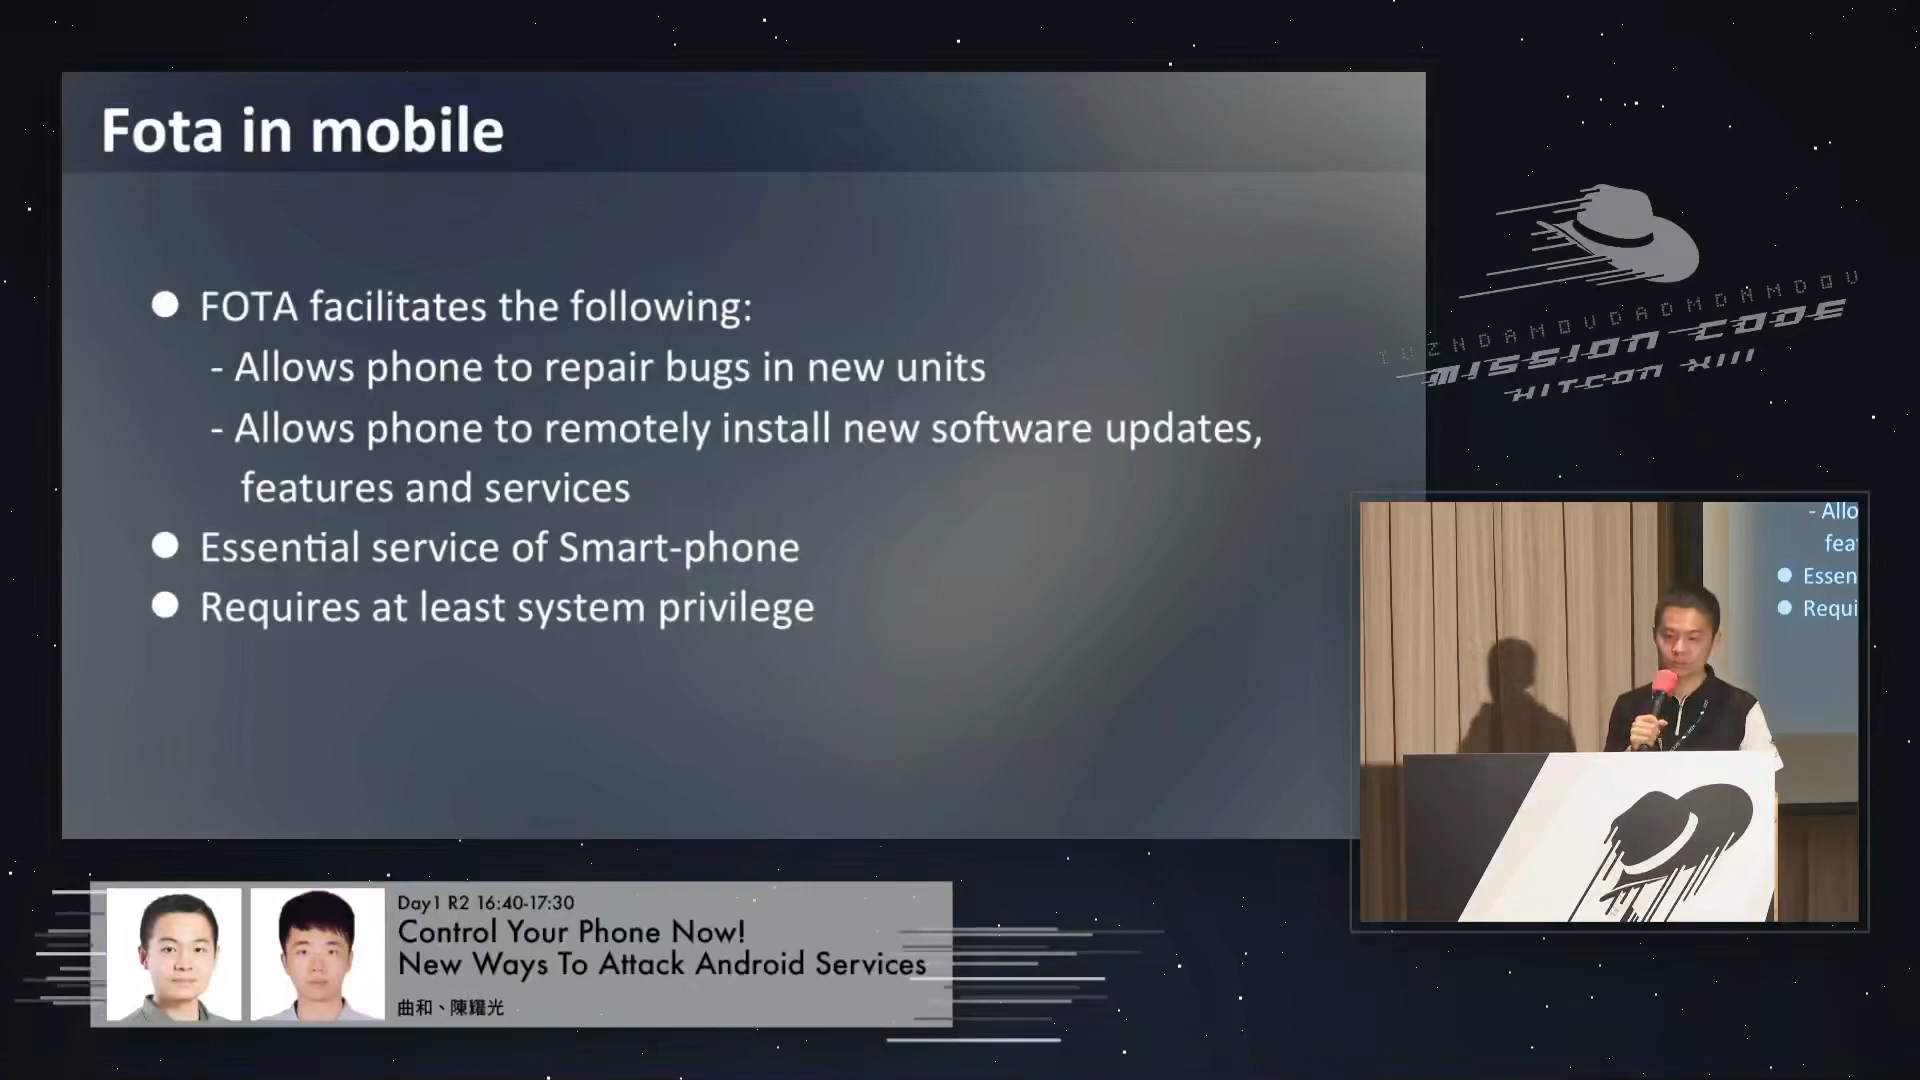 Fota in mobile
● FOTA facilitates the following:
- Allows phone to repair bugs in new units
- Allows phone to remotely install new software updates,
features and services
● Essential service of Smart-phone
● Requires at least system privilege
MISSION CODE
HITCON XIII
- Allo
fea
● Essen
● Requi
Day1 R2 16:40-17:30
Control Your Phone Now!
New Ways To Attack Android Services
曲和、陳耀光